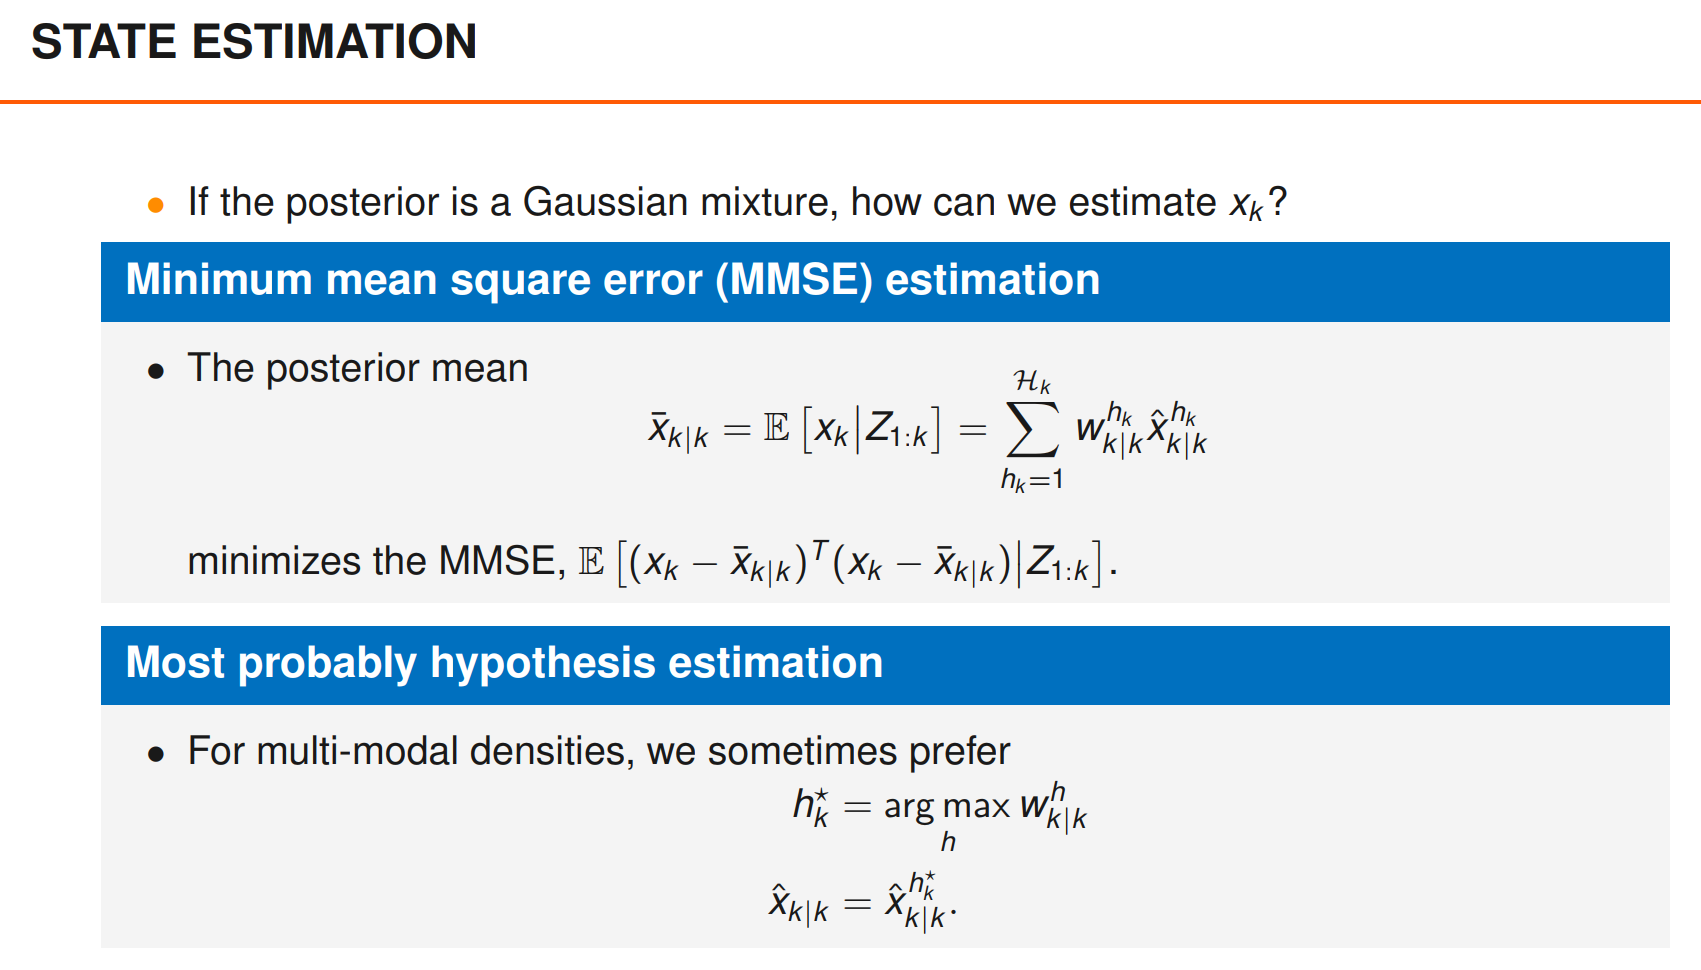 STATE ESTIMATION
• If the posterior is a Gaussian mixture, how can we estimate $x_k$?
Minimum mean square error (MMSE) estimation
• The posterior mean
$\bar{x}_{k|k} = \mathbb{E}\left[x_k \middle| Z_{1:k}\right] = \sum_{h_k=1}^{\mathcal{H}_k} w_{k|k}^{h_k} \hat{x}_{k|k}^{h_k}$
minimizes the MMSE, $\mathbb{E}\left[(x_k - \bar{x}_{k|k})^T (x_k - \bar{x}_{k|k}) \middle| Z_{1:k}\right]$.
Most probably hypothesis estimation
• For multi-modal densities, we sometimes prefer
$h_k^\star = \arg\max_h w_{k|k}^h$
$\hat{x}_{k|k} = \hat{x}_{k|k}^{h_k^\star}.$